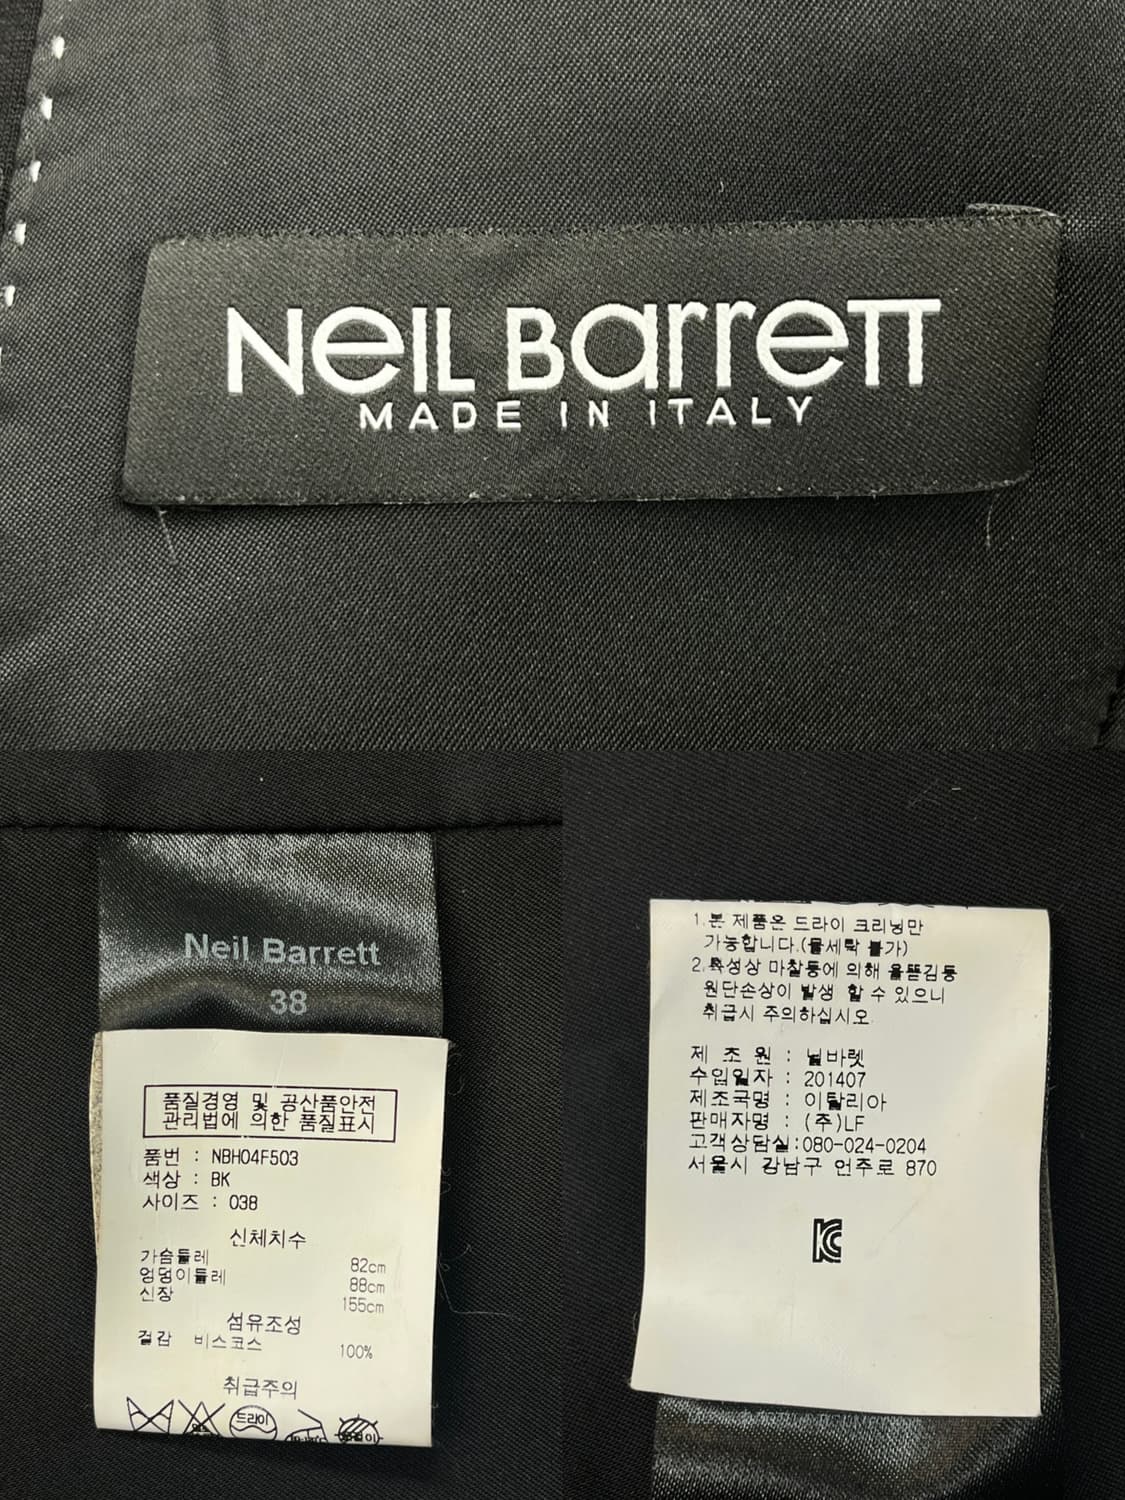 Neil Barrett
MADE IN ITALY
Neil Barrett
38
품질경영 및 공산품안전
관리법에 의한 품질표시
품번 : NBH04F503
색상 : BK
사이즈 : 038
신체치수
가슴둘레 82cm
엉덩이둘레 88cm
신장 155cm
섬유조성
겉감 비스코스 100%
취급주의
드라이
1.본 제품은 드라이 크리닝만
가능합니다.(물세탁 불가)
2.특성상 마찰등에 의해 올뜯김등
원단손상이 발생 할 수 있으니
취급시 주의하십시오
제 조 원 : 닐바렛
수입일자 : 201407
제조국명 : 이탈리아
판매자명 : (주)LF
고객상담실:080-024-0204
서울시 강남구 언주로 870
KC